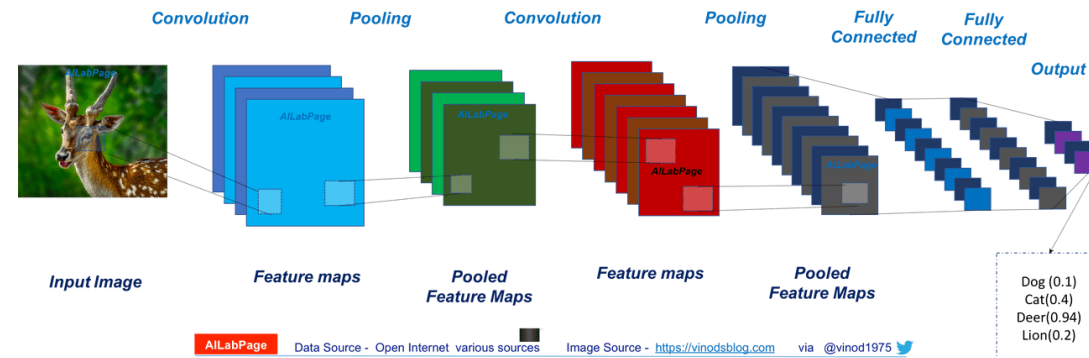 Convolution
Pooling
Convolution
Pooling
Fully
Connected
Fully
Connected
Output
AILabPage
AILabPage
AILabPage
AILabPage
Input Image
Feature maps
Pooled
Feature Maps
Feature maps
Pooled
Feature Maps
Dog (0.1)
Cat(0.4)
Deer(0.94)
Lion(0.2)
AILabPage
Data Source - Open Internet various sources
Image Source - https://vinodsblog.com via @vinod1975